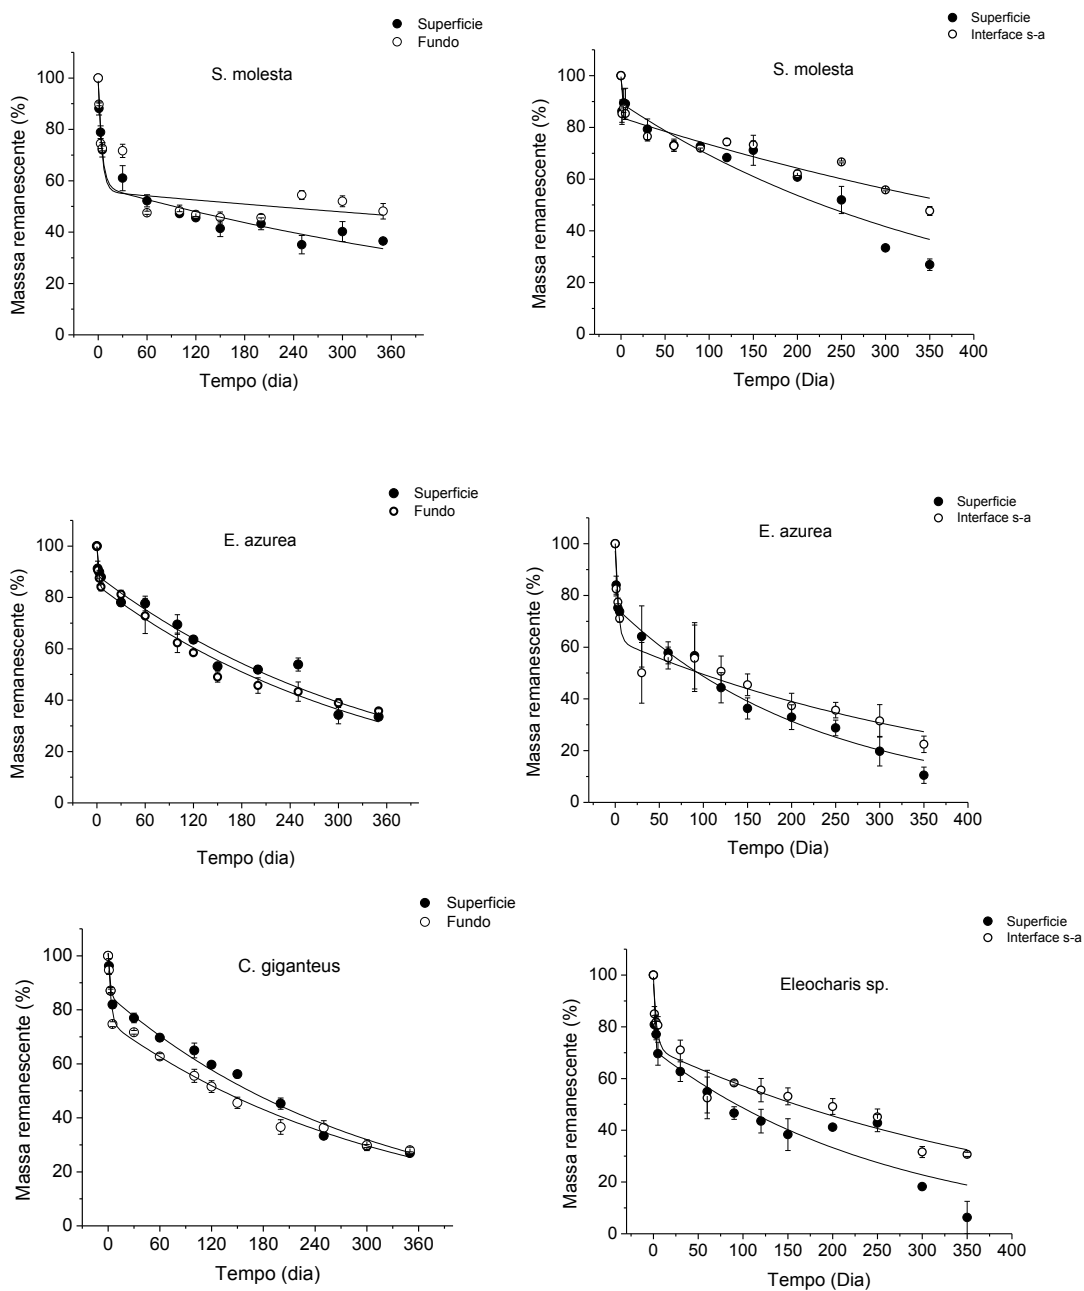 Superficie
Fundo
S. molesta
100
80
60
40
20
0
0 60 120 180 240 300 360
Masssa remanescente (%)
Tempo (dia)
Superficie
Interface s-a
S. molesta
100
80
60
40
20
0
0 50 100 150 200 250 300 350 400
Massa remanescente (%)
Tempo (Dia)
Superficie
Fundo
E. azurea
100
80
60
40
20
0
0 60 120 180 240 300 360
Massa remanescente (%)
Tempo (dia)
Superficie
Interface s-a
E. azurea
100
80
60
40
20
0
0 50 100 150 200 250 300 350 400
Massa remanescente (%)
Tempo (Dia)
Superficie
Fundo
C. giganteus
100
80
60
40
20
0
0 60 120 180 240 300 360
Massa remanescente (%)
Tempo (dia)
Superficie
Interface s-a
Eleocharis sp.
100
80
60
40
20
0
0 50 100 150 200 250 300 350 400
Massa remanescente (%)
Tempo (Dia)